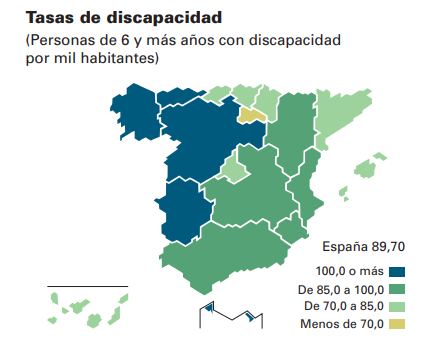 Tasas de discapacidad
(Personas de 6 y más años con discapacidad
por mil habitantes)
España 89,70
100,0 o más
De 85,0 a 100,0
De 70,0 a 85,0
Menos de 70,0